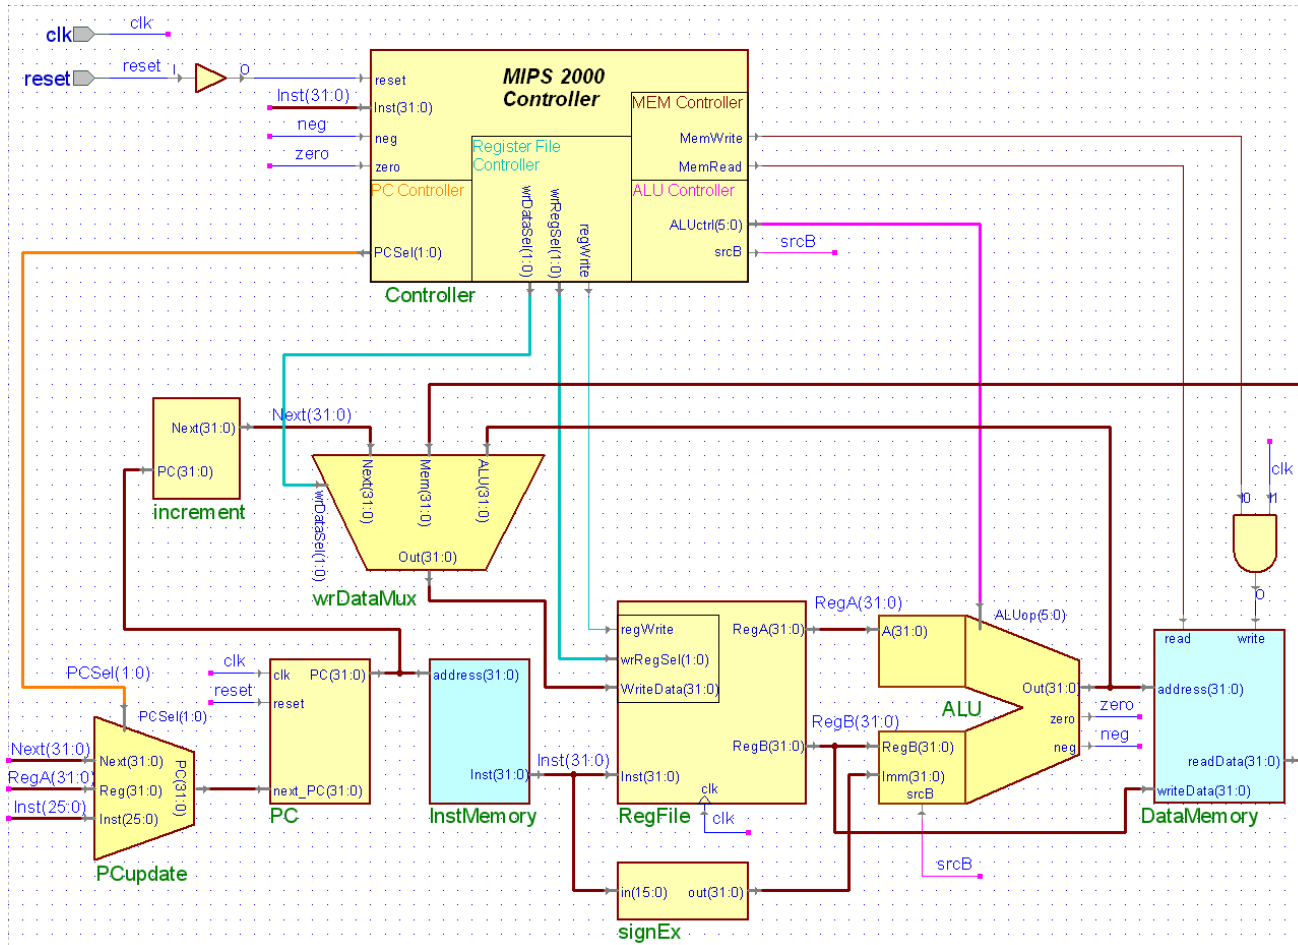 clk
clk
reset
reset
I
O
MIPS 2000
Controller
reset
Inst(31:0)
Inst(31:0)
neg
neg
zero
zero
MEM Controller
MemWrite
MemRead
Register File
Controller
PC Controller
ALU Controller
wrDataSel(1:0)
wrRegSel(1:0)
regWrite
ALUctrl(5:0)
srcB
srcB
PCSel(1:0)
Controller
Next(31:0)
Next(31:0)
PC(31:0)
increment
Next(31:0)
Mem(31:0)
ALU(31:0)
wrDataSel(1:0)
Out(31:0)
wrDataMux
clk
I0
I1
O
PCSel(1:0)
PCSel(1:0)
Next(31:0)
Next(31:0)
RegA(31:0)
Reg(31:0)
Inst(25:0)
Inst(25:0)
PC(31:0)
PCupdate
clk
clk
reset
reset
PC(31:0)
next_PC(31:0)
PC
address(31:0)
Inst(31:0)
InstMemory
Inst(31:0)
regWrite
wrRegSel(1:0)
WriteData(31:0)
RegA(31:0)
RegB(31:0)
Inst(31:0)
clk
RegFile
clk
in(15:0)
out(31:0)
signEx
RegA(31:0)
RegB(31:0)
A(31:0)
ALUop(5:0)
Out(31:0)
zero
zero
neg
neg
ALU
RegB(31:0)
Imm(31:0)
srcB
srcB
read
write
address(31:0)
readData(31:0)
writeData(31:0)
DataMemory